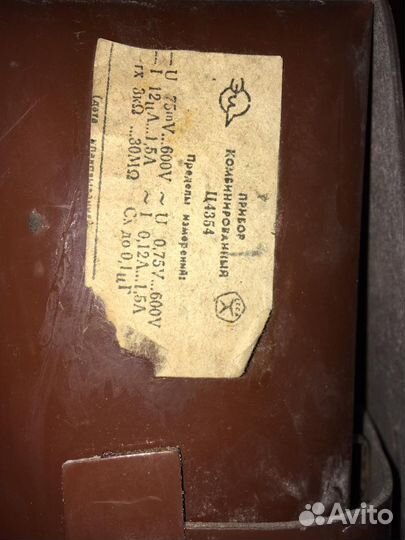 ПРИБОР
КОМБИНИРОВАННЫЙ
Ц4354
Пределы измерений:
U 75mV...600V ~ U 0,75V...600V
I 12μA...1,5A ~ I 0,12A...1,5A
rx 3kΩ ...30MΩ Cx до 0,1μF
(дата
Avito